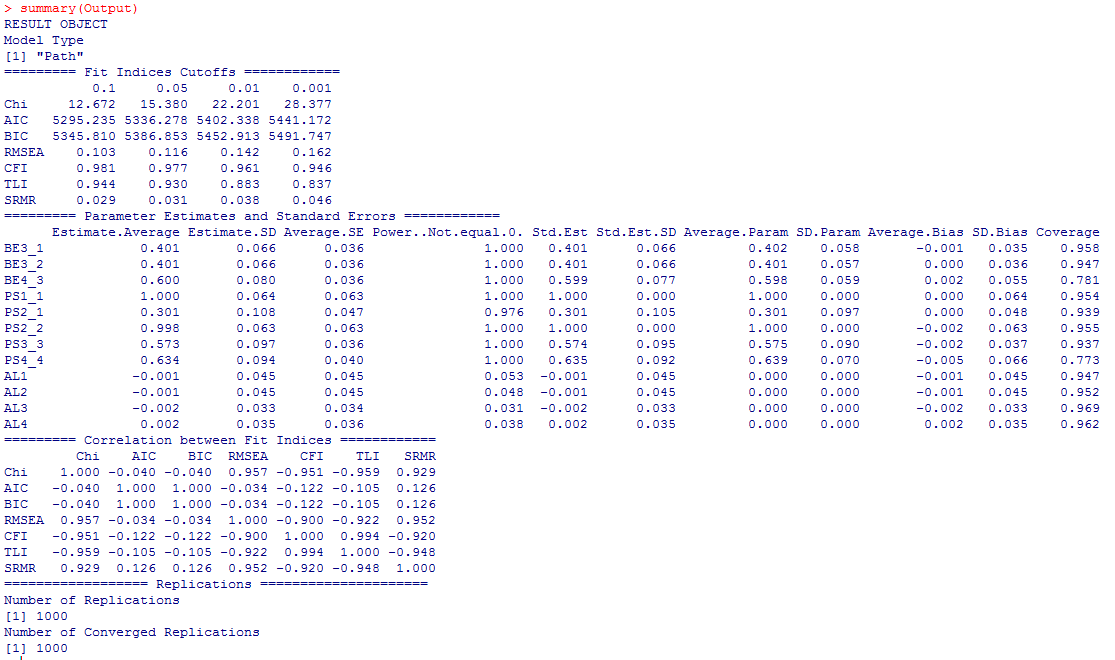 > summary(Output)
RESULT OBJECT
Model Type
[1] "Path"
========= Fit Indices Cutoffs ============
           0.1     0.05     0.01    0.001
Chi     12.672   15.380   22.201   28.377
AIC   5295.235 5336.278 5402.338 5441.172
BIC   5345.810 5386.853 5452.913 5491.747
RMSEA    0.103    0.116    0.142    0.162
CFI      0.981    0.977    0.961    0.946
TLI      0.944    0.930    0.883    0.837
SRMR     0.029    0.031    0.038    0.046
========= Parameter Estimates and Standard Errors ============
      Estimate.Average Estimate.SD Average.SE Power..Not.equal.0. Std.Est Std.Est.SD Average.Param SD.Param Average.Bias SD.Bias Coverage
BE3_1            0.401       0.066      0.036               1.000   0.401      0.066         0.402    0.058       -0.001   0.035    0.958
BE3_2            0.401       0.066      0.036               1.000   0.401      0.066         0.401    0.057        0.000   0.036    0.947
BE4_3            0.600       0.080      0.036               1.000   0.599      0.077         0.598    0.059        0.002   0.055    0.781
PS1_1            1.000       0.064      0.063               1.000   1.000      0.000         1.000    0.000        0.000   0.064    0.954
PS2_1            0.301       0.108      0.047               0.976   0.301      0.105         0.301    0.097        0.000   0.048    0.939
PS2_2            0.998       0.063      0.063               1.000   1.000      0.000         1.000    0.000       -0.002   0.063    0.955
PS3_3            0.573       0.097      0.036               1.000   0.574      0.095         0.575    0.090       -0.002   0.037    0.937
PS4_4            0.634       0.094      0.040               1.000   0.635      0.092         0.639    0.070       -0.005   0.066    0.773
AL1             -0.001       0.045      0.045               0.053  -0.001      0.045         0.000    0.000       -0.001   0.045    0.947
AL2             -0.001       0.045      0.045               0.048  -0.001      0.045         0.000    0.000       -0.001   0.045    0.952
AL3             -0.002       0.033      0.034               0.031  -0.002      0.033         0.000    0.000       -0.002   0.033    0.969
AL4              0.002       0.035      0.036               0.038   0.002      0.035         0.000    0.000        0.002   0.035    0.962
========= Correlation between Fit Indices ============
         Chi    AIC    BIC  RMSEA    CFI    TLI   SRMR
Chi    1.000 -0.040 -0.040  0.957 -0.951 -0.959  0.929
AIC   -0.040  1.000  1.000 -0.034 -0.122 -0.105  0.126
BIC   -0.040  1.000  1.000 -0.034 -0.122 -0.105  0.126
RMSEA  0.957 -0.034 -0.034  1.000 -0.900 -0.922  0.952
CFI   -0.951 -0.122 -0.122 -0.900  1.000  0.994 -0.920
TLI   -0.959 -0.105 -0.105 -0.922  0.994  1.000 -0.948
SRMR   0.929  0.126  0.126  0.952 -0.920 -0.948  1.000
================== Replications =====================
Number of Replications
[1] 1000
Number of Converged Replications
[1] 1000